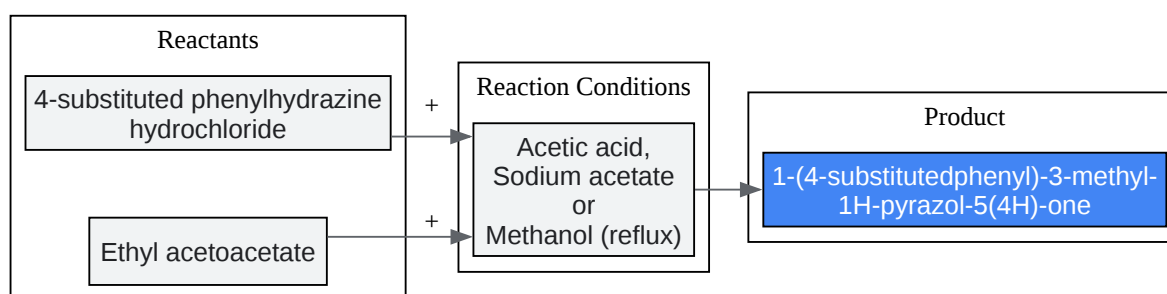 Reactants
4-substituted phenylhydrazine
hydrochloride
+
Ethyl acetoacetate
+
Reaction Conditions
Acetic acid,
Sodium acetate
or
Methanol (reflux)
Product
1-(4-substitutedphenyl)-3-methyl-
1H-pyrazol-5(4H)-one